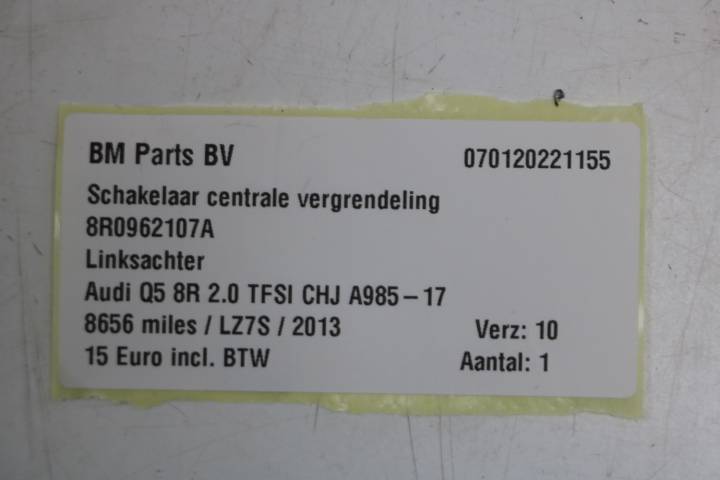 BM Parts BV 070120221155
Schakelaar centrale vergrendeling
8R0962107A
Linksachter
Audi Q5 8R 2.0 TFSI CHJ A985-17
8656 miles / LZ7S / 2013 Verz: 10
15 Euro incl. BTW Aantal: 1